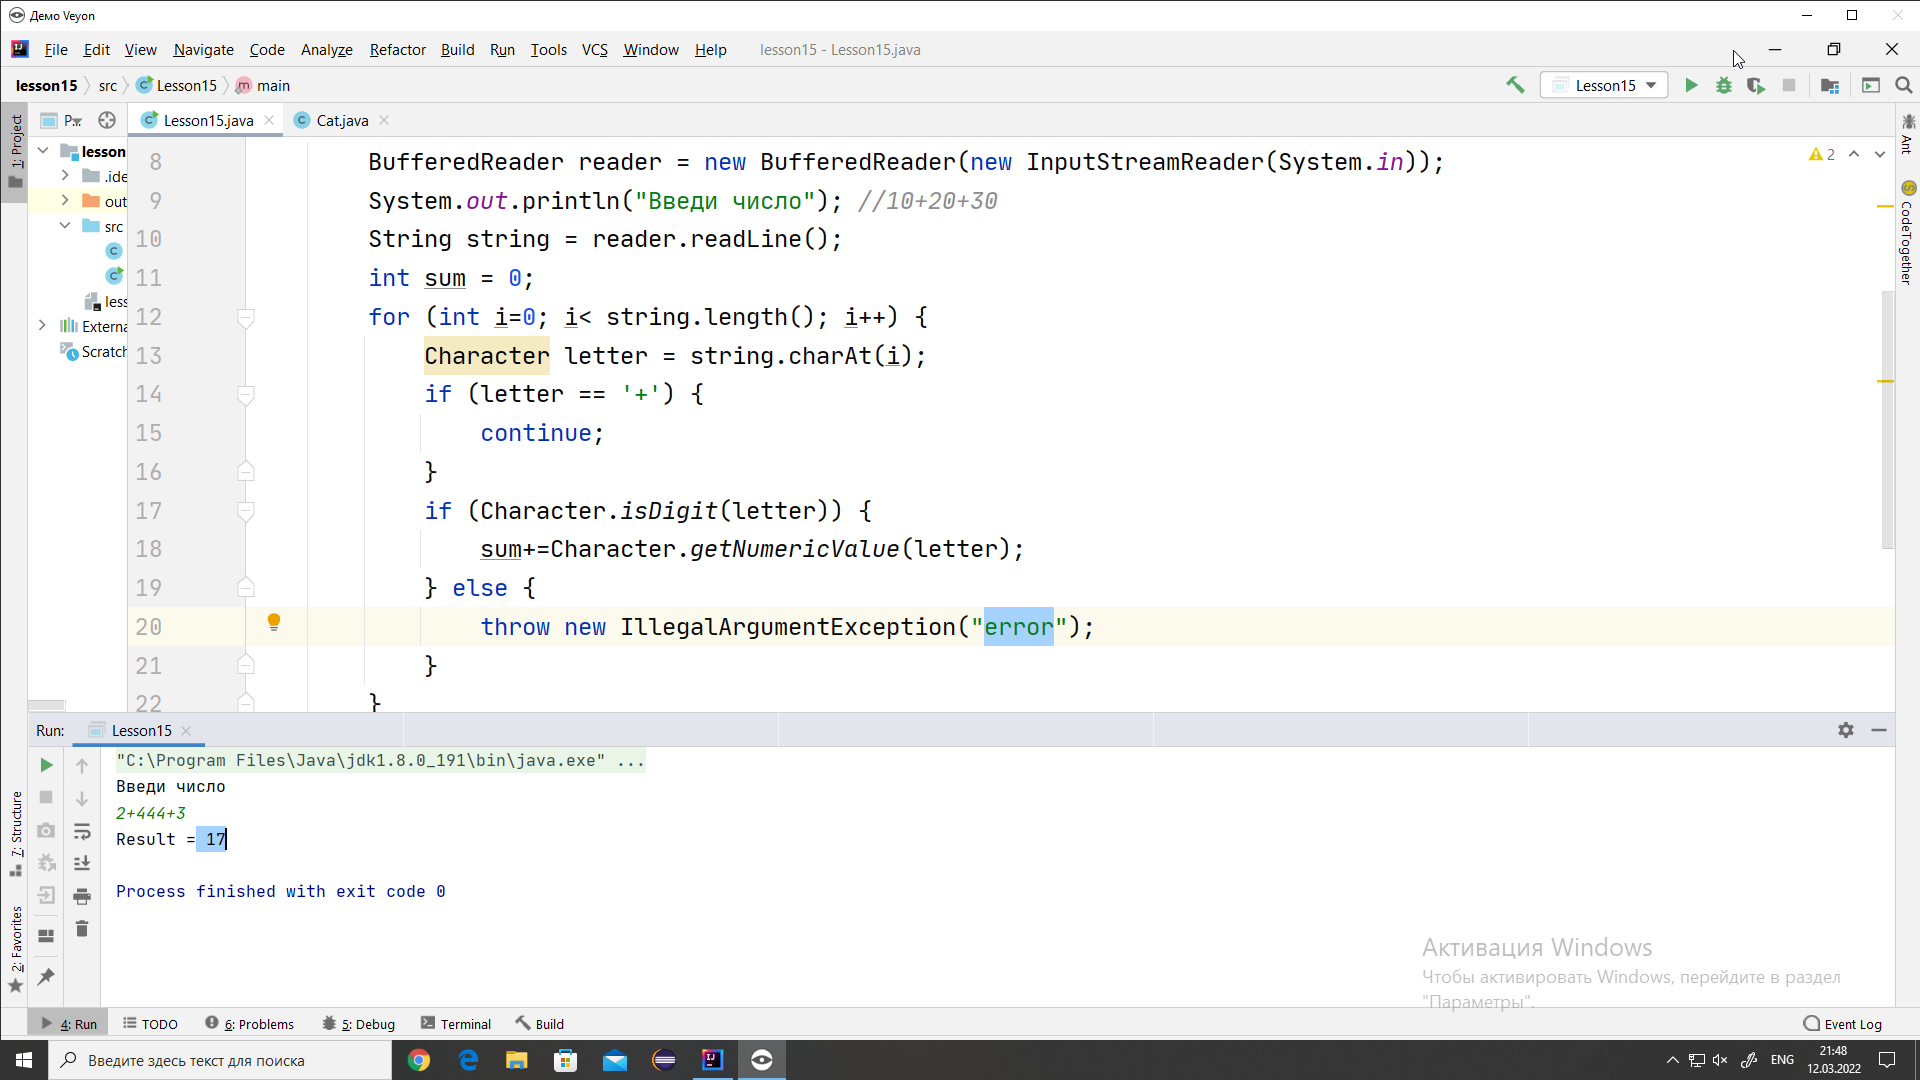 Демо Veyon
File Edit View Navigate Code Analyze Refactor Build Run Tools VCS Window Help lesson15 - Lesson15.java
lesson15 src Lesson15 main Lesson15
1: Project P... Lesson15.java Cat.java
Ant
CodeTogether
lesson
.ide
out
src
less
Externa
Scratch
2
8 BufferedReader reader = new BufferedReader(new InputStreamReader(System.in));
9 System.out.println("Введи число"); //10+20+30
10 String string = reader.readLine();
11 int sum = 0;
12 for (int i=0; i< string.length(); i++) {
13 Character letter = string.charAt(i);
14 if (letter == '+') {
15 continue;
16 }
17 if (Character.isDigit(letter)) {
18 sum+=Character.getNumericValue(letter);
19 } else {
20 throw new IllegalArgumentException("error");
21 }
22 }
Run: Lesson15
"C:\Program Files\Java\jdk1.8.0_191\bin\java.exe" ...
Введи число
2+444+3
Result = 17
Process finished with exit code 0
7: Structure
2: Favorites
Активация Windows
Чтобы активировать Windows, перейдите в раздел
"Параметры".
4: Run TODO 6: Problems 5: Debug Terminal Build Event Log
Введите здесь текст для поиска
ENG
21:48
12.03.2022